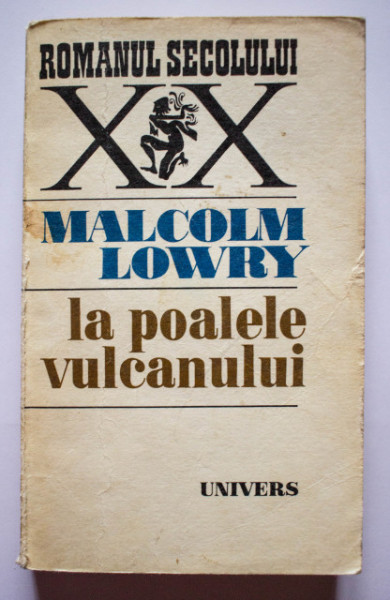 ROMANUL SECOLULUI
XX
MALCOLM
LOWRY
la poalele
vulcanului
UNIVERS